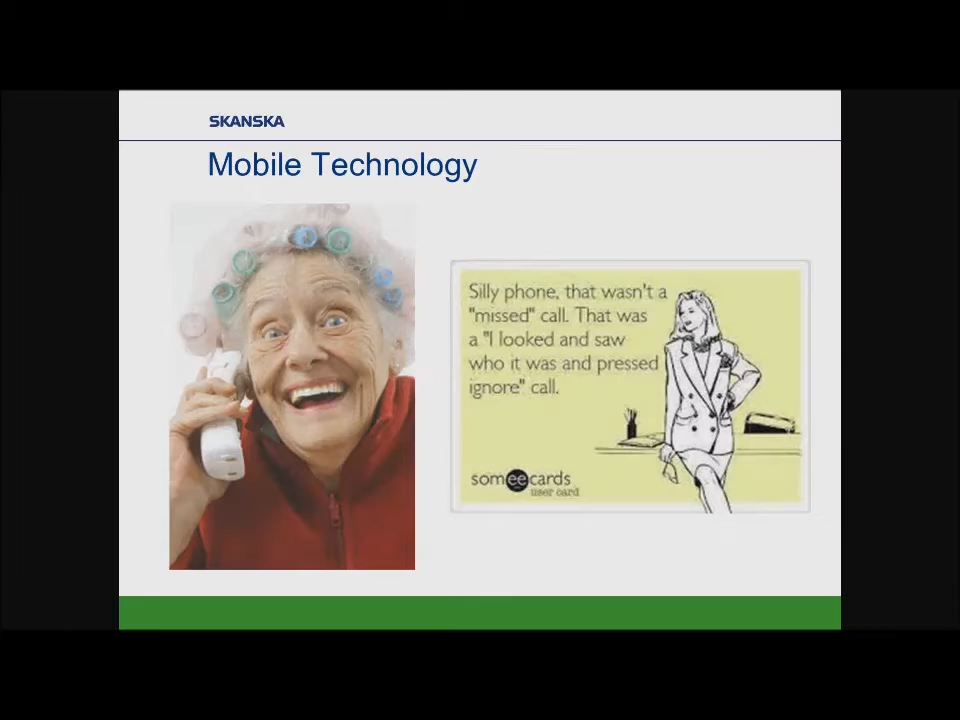 SKANSKA
Mobile Technology
Silly phone, that wasn't a
"missed" call. That was
a "I looked and saw
who it was and pressed
ignore" call.
someecards
user card